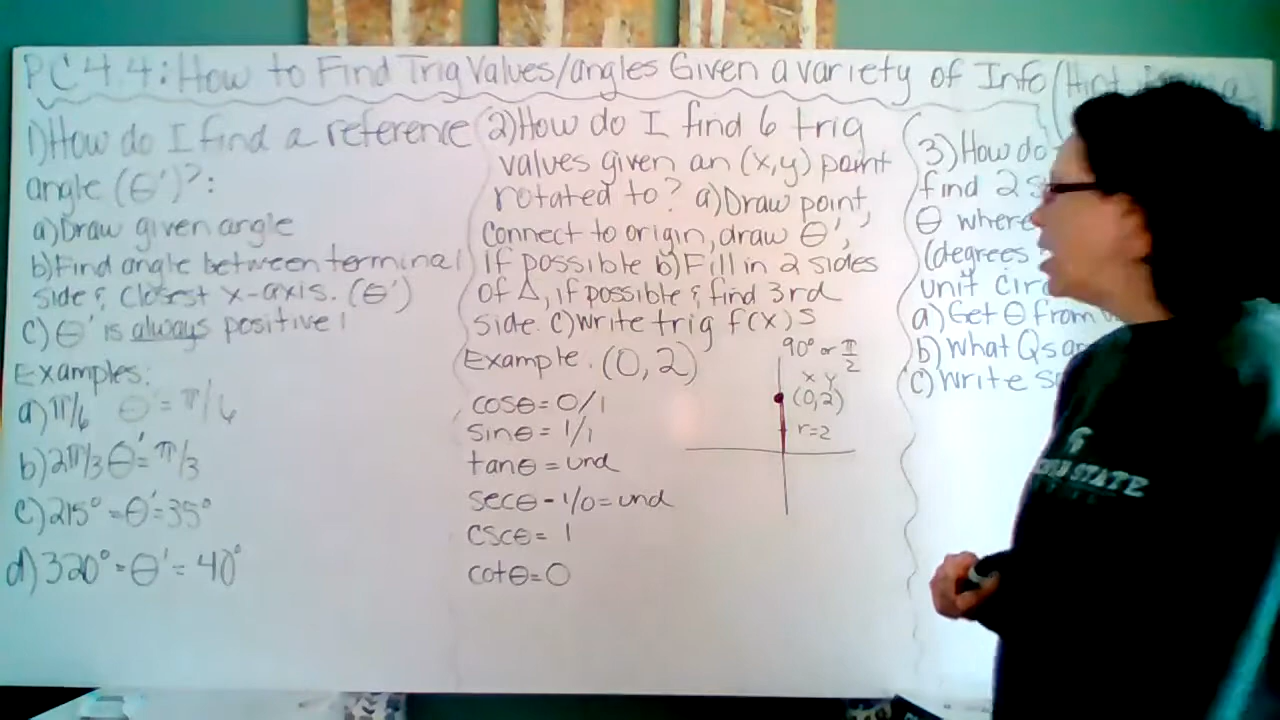 PC 4.4: How to Find Trig Values/angles Given a variety of Info (Hint
1) How do I find a reference
angle (θ')?:
a) Draw given angle
b) Find angle between terminal
side & closest x-axis. (θ')
c) θ' is always positive!
Examples:
a) π/6 θ' = π/6
b) 2π/3 θ' = π/3
c) 215° = θ' = 35°
d) 320° = θ' = 40°
2) How do I find 6 trig
values given an (x,y) point
rotated to? a) Draw point,
connect to origin, draw θ',
if possible b) Fill in 2 sides
of Δ, if possible & find 3rd
side. c) Write trig f(x)s
Example. (0, 2)
cosθ = 0/1
sinθ = 1/1
tanθ = und
secθ - 1/0 = und
cscθ = 1
cotθ = 0
90° or π/2
x y
(0,2)
r=2
3) How do
find 2
θ where
(degrees
unit
a) Get θ from
b) What Qs
c) Write
STATE